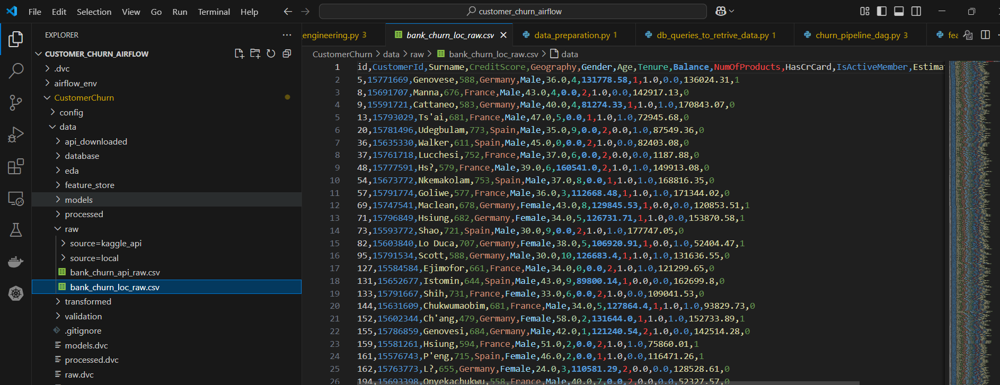 File Edit Selection View Go Run Terminal Help customer_churn_airflow
EXPLORER
CUSTOMER_CHURN_AIRFLOW
.dvc
airflow_env
CustomerChurn
config
data
api_downloaded
database
eda
feature_store
models
processed
raw
source=kaggle_api
source=local
bank_churn_api_raw.csv
bank_churn_loc_raw.csv
transformed
validation
.gitignore
models.dvc
processed.dvc
raw.dvc
_engineering.py 3 bank_churn_loc_raw.csv data_preparation.py 1 db_queries_to_retrive_data.py 1 churn_pipeline_dag.py 3 fea
CustomerChurn > data > raw > bank_churn_loc_raw.csv > data
1 id,CustomerId,Surname,CreditScore,Geography,Gender,Age,Tenure,Balance,NumOfProducts,HasCrCard,IsActiveMember,Estimat
2 5,15771669,Genovese,588,Germany,Male,36.0,4,131778.58,1,1.0,0.0,136024.31,1
3 8,15691707,Manna,676,France,Male,43.0,4,0.0,2,1.0,0.0,142917.13,0
4 9,15591721,Cattaneo,583,Germany,Male,40.0,4,81274.33,1,1.0,1.0,170843.07,0
5 13,15793029,Ts'ai,681,France,Male,47.0,5,0.0,1,1.0,1.0,72945.68,0
6 20,15781496,Udegbulam,773,Spain,Male,35.0,9,0.0,2,0.0,1.0,87549.36,0
7 36,15635330,Walker,611,Spain,Male,45.0,0,0.0,2,1.0,0.0,82403.08,0
8 37,15761718,Lucchesi,752,France,Male,37.0,6,0.0,2,0.0,0.0,1187.88,0
9 48,15777591,Hs?,579,France,Male,39.0,6,160541.0,2,1.0,1.0,149913.08,0
10 54,15673772,Nkemakolam,753,Spain,Male,37.0,8,0.0,1,1.0,1.0,168816.35,0
11 57,15791774,Goliwe,577,France,Male,36.0,3,112668.48,1,1.0,1.0,171344.02,0
12 69,15747541,Maclean,678,Germany,Female,43.0,8,129845.53,1,0.0,0.0,120853.51,1
13 71,15796849,Hsiung,682,Germany,Female,34.0,5,126731.71,1,1.0,0.0,153870.58,1
14 73,15593772,Shao,721,Spain,Male,30.0,9,0.0,2,1.0,1.0,177747.05,0
15 82,15603840,Lo Duca,707,Germany,Female,38.0,5,106920.91,1,0.0,1.0,52404.47,1
16 95,15791534,Scott,588,Germany,Male,30.0,10,126683.4,1,1.0,1.0,131636.55,0
17 127,15584584,Ejimofor,661,France,Male,34.0,0,0.0,2,1.0,1.0,121299.65,0
18 131,15652677,Istomin,644,Spain,Male,43.0,9,89800.14,1,0.0,0.0,162699.8,0
19 133,15791667,Shih,731,France,Female,33.0,6,0.0,2,1.0,0.0,109041.53,0
20 144,15631609,Chukwumaobim,681,France,Male,34.0,5,127864.4,1,1.0,1.0,93829.73,0
21 152,15602344,Ch'ang,479,Germany,Female,58.0,2,131644.0,1,1.0,1.0,152733.89,1
22 155,15786859,Genovesi,684,Germany,Male,42.0,1,121240.54,2,1.0,0.0,142514.28,0
23 159,15581261,Hsiung,594,France,Male,51.0,2,0.0,2,1.0,1.0,75860.01,1
24 161,15576743,P'eng,715,Spain,Female,46.0,2,0.0,1,1.0,0.0,116471.26,1
25 162,15763773,L?,655,Germany,Female,24.0,3,110581.29,2,0.0,0.0,128528.61,0
26 194,15693398,Onyekachukwu,558,France,Male,40.0,7,0.0,2,0.0,0.0,52327.57,0